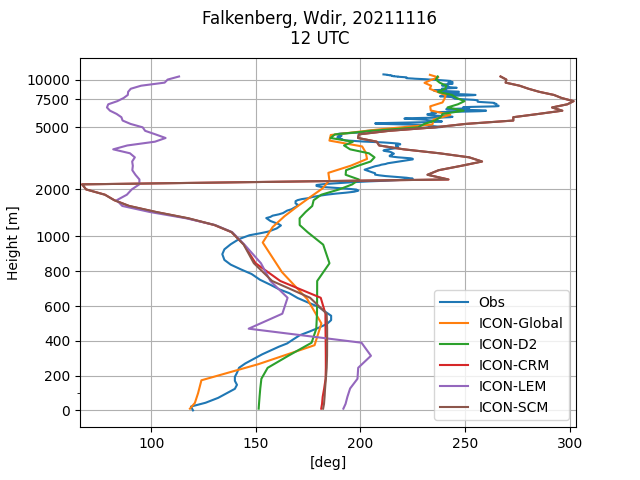 Falkenberg, Wdir, 20211116
12 UTC
10000
7500
5000
2000
1000
800
600
400
200
0
Height [m]
Obs
ICON-Global
ICON-D2
ICON-CRM
ICON-LEM
ICON-SCM
100
150
200
250
300
[deg]